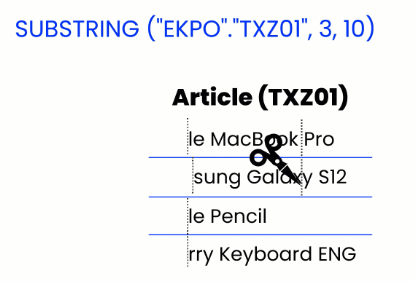 SUBSTRING ("EKPO"."TXZ01", 3, 10)
Article (TXZ01)
le MacBook Pro
sung Galaxy S12
le Pencil
rry Keyboard ENG